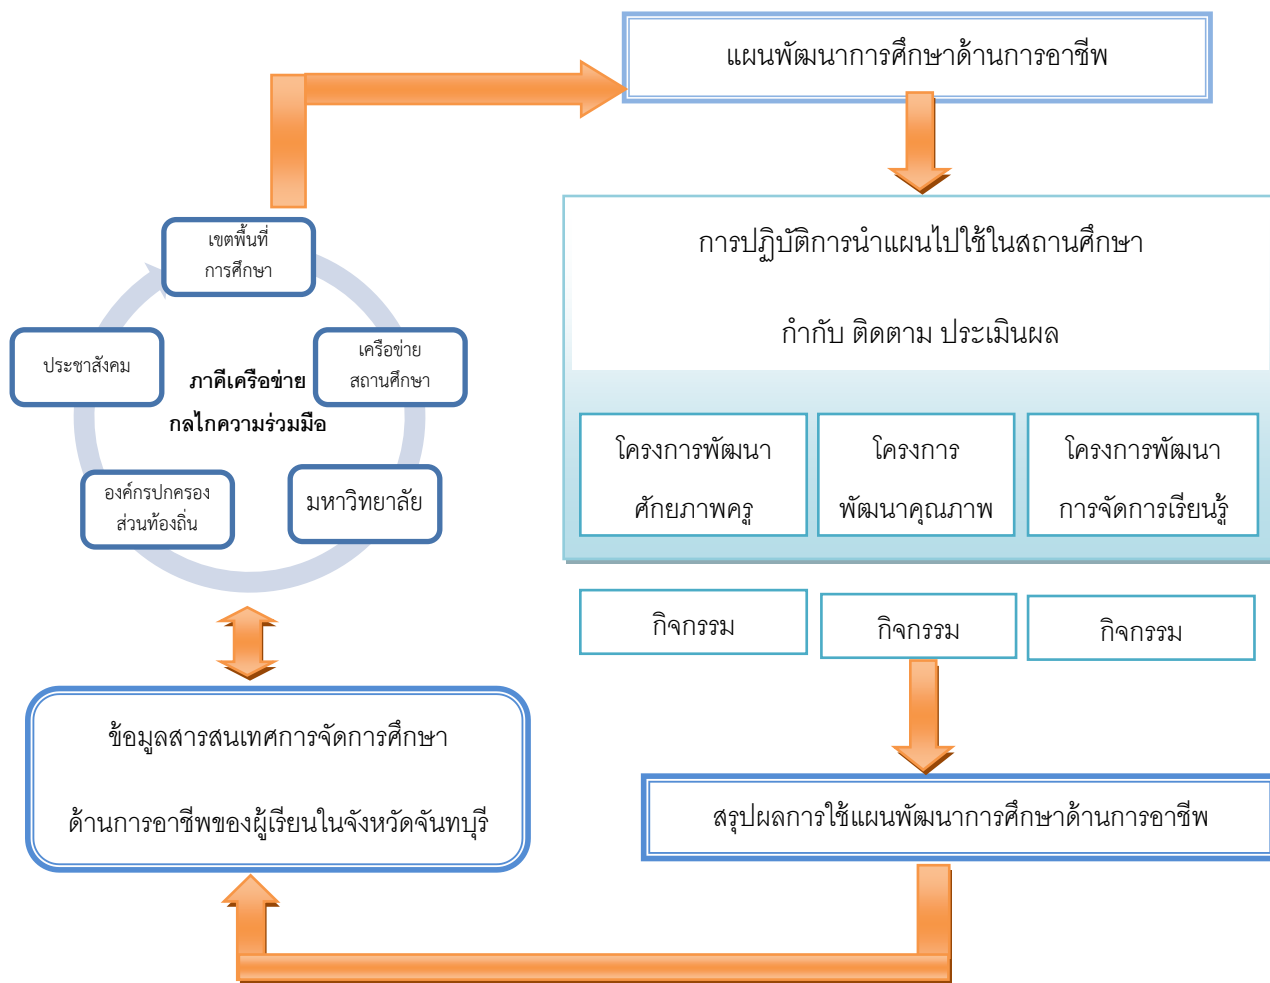 แผนพัฒนาการศึกษาด้านการอาชีพ
การปฏิบัติการนำแผนไปใช้ในสถานศึกษา
กำกับ ติดตาม ประเมินผล
โครงการพัฒนา
ศักยภาพครู
โครงการ
พัฒนาคุณภาพ
โครงการพัฒนา
การจัดการเรียนรู้
กิจกรรม
กิจกรรม
กิจกรรม
สรุปผลการใช้แผนพัฒนาการศึกษาด้านการอาชีพ
เขตพื้นที่
การศึกษา
เครือข่าย
สถานศึกษา
มหาวิทยาลัย
องค์กรปกครอง
ส่วนท้องถิ่น
ประชาสังคม
ภาคีเครือข่าย
กลไกความร่วมมือ
ข้อมูลสารสนเทศการจัดการศึกษา
ด้านการอาชีพของผู้เรียนในจังหวัดจันทบุรี